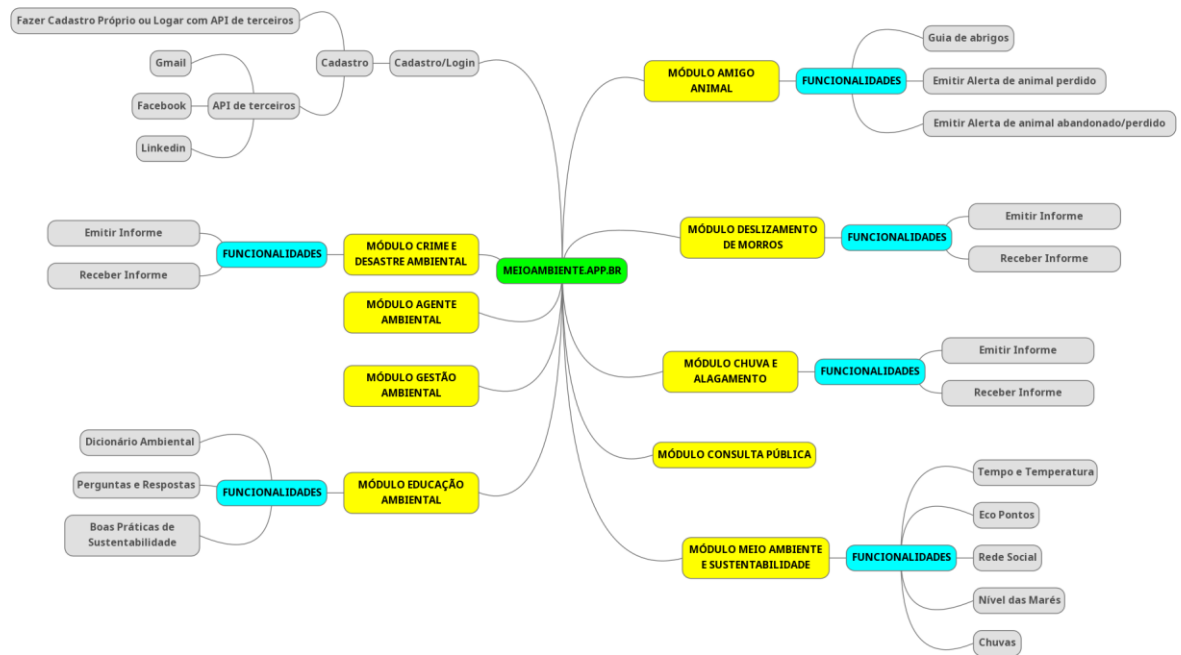 Fazer Cadastro Próprio ou Logar com API de terceiros
Gmail
Cadastro
Cadastro/Login
Facebook
API de terceiros
Linkedin
Emitir Informe
FUNCIONALIDADES
MÓDULO CRIME E
DESASTRE AMBIENTAL
Receber Informe
MÓDULO AGENTE
AMBIENTAL
MÓDULO GESTÃO
AMBIENTAL
Dicionário Ambiental
Perguntas e Respostas
FUNCIONALIDADES
MÓDULO EDUCAÇÃO
AMBIENTAL
Boas Práticas de
Sustentabilidade
MEIOAMBIENTE.APP.BR
MÓDULO AMIGO
ANIMAL
FUNCIONALIDADES
Guia de abrigos
Emitir Alerta de animal perdido
Emitir Alerta de animal abandonado/perdido
MÓDULO DESLIZAMENTO
DE MORROS
FUNCIONALIDADES
Emitir Informe
Receber Informe
MÓDULO CHUVA E
ALAGAMENTO
FUNCIONALIDADES
Emitir Informe
Receber Informe
MÓDULO CONSULTA PÚBLICA
MÓDULO MEIO AMBIENTE
E SUSTENTABILIDADE
FUNCIONALIDADES
Tempo e Temperatura
Eco Pontos
Rede Social
Nível das Marés
Chuvas